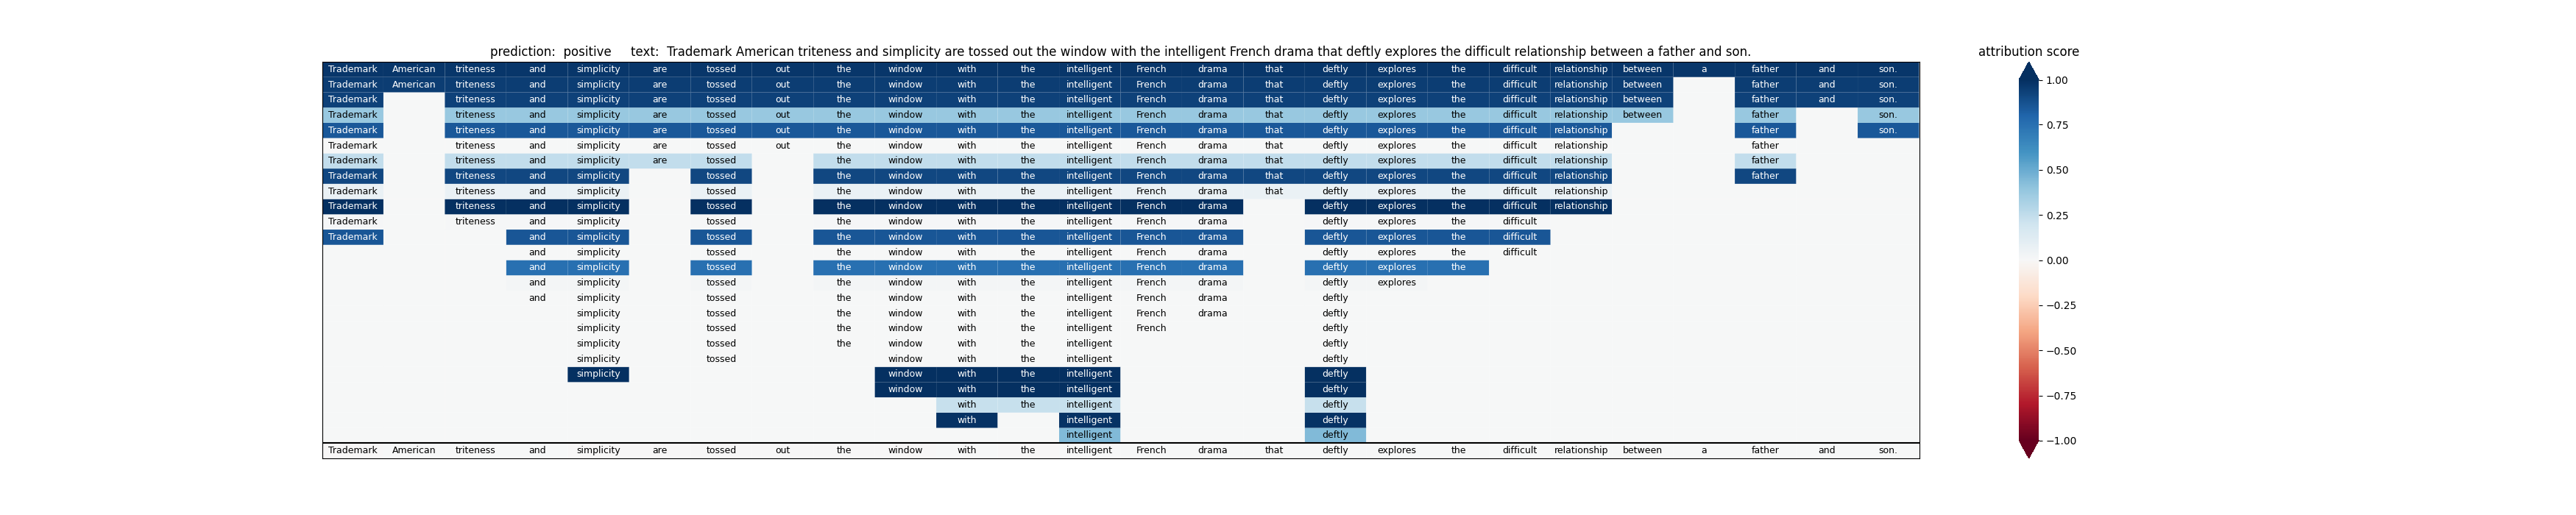 prediction: positive text: Trademark American triteness and simplicity are tossed out the window with the intelligent French drama that deftly explores the difficult relationship between a father and son. attribution score
Trademark American triteness and simplicity are tossed out the window with the intelligent French drama that deftly explores the difficult relationship between a father and son.
Trademark American triteness and simplicity are tossed out the window with the intelligent French drama that deftly explores the difficult relationship between father and son.
Trademark triteness and simplicity are tossed out the window with the intelligent French drama that deftly explores the difficult relationship between father and son.
Trademark triteness and simplicity are tossed out the window with the intelligent French drama that deftly explores the difficult relationship between father son.
Trademark triteness and simplicity are tossed out the window with the intelligent French drama that deftly explores the difficult relationship father son.
Trademark triteness and simplicity are tossed out the window with the intelligent French drama that deftly explores the difficult relationship father
Trademark triteness and simplicity are tossed the window with the intelligent French drama that deftly explores the difficult relationship father
Trademark triteness and simplicity tossed the window with the intelligent French drama that deftly explores the difficult relationship father
Trademark triteness and simplicity tossed the window with the intelligent French drama that deftly explores the difficult relationship
Trademark triteness and simplicity tossed the window with the intelligent French drama deftly explores the difficult relationship
Trademark triteness and simplicity tossed the window with the intelligent French drama deftly explores the difficult
Trademark and simplicity tossed the window with the intelligent French drama deftly explores the difficult
and simplicity tossed the window with the intelligent French drama deftly explores the difficult
and simplicity tossed the window with the intelligent French drama deftly explores the
and simplicity tossed the window with the intelligent French drama deftly explores
and simplicity tossed the window with the intelligent French drama deftly
simplicity tossed the window with the intelligent French drama deftly
simplicity tossed the window with the intelligent French deftly
simplicity tossed the window with the intelligent deftly
simplicity tossed window with the intelligent deftly
simplicity window with the intelligent deftly
window with the intelligent deftly
with the intelligent deftly
with intelligent deftly
intelligent deftly
Trademark American triteness and simplicity are tossed out the window with the intelligent French drama that deftly explores the difficult relationship between a father and son.
1.00
0.75
0.50
0.25
0.00
−0.25
−0.50
−0.75
−1.00